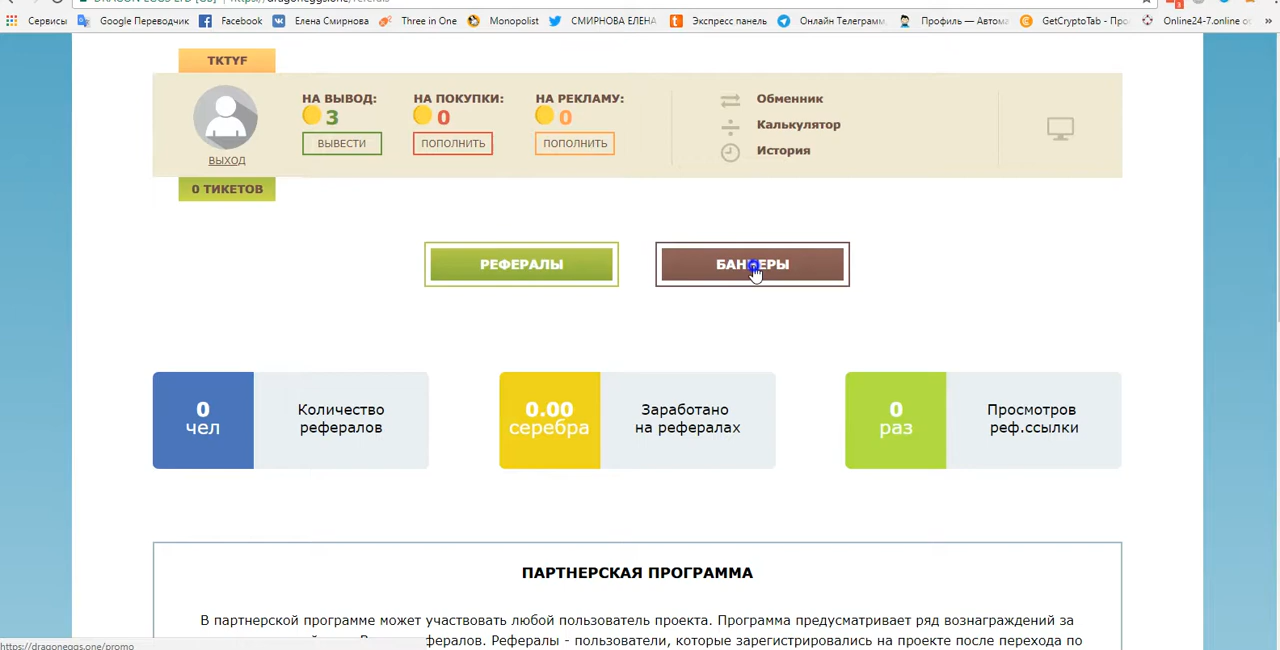 Сервисы Google Переводчик Facebook Елена Смирнова Three in One Monopolist СМИРНОВА ЕЛЕНА Экспресс панель Онлайн Телеграмм Профиль — Автома GetCryptoTab - Про Online24-7.online »
TKTYF
НА ВЫВОД: НА ПОКУПКИ: НА РЕКЛАМУ:
3 0 0
ВЫВЕСТИ ПОПОЛНИТЬ ПОПОЛНИТЬ
Обменник
Калькулятор
История
ВЫХОД
0 ТИКЕТОВ
РЕФЕРАЛЫ БАННЕРЫ
0
чел
Количество
рефералов
0.00
серебра
Заработано
на рефералах
0
раз
Просмотров
реф.ссылки
ПАРТНЕРСКАЯ ПРОГРАММА
В партнерской программе может участвовать любой пользователь проекта. Программа предусматривает ряд вознаграждений за
фералов. Рефералы - пользователи, которые зарегистрировались на проекте после перехода по
https://dragoneggs.one/promo